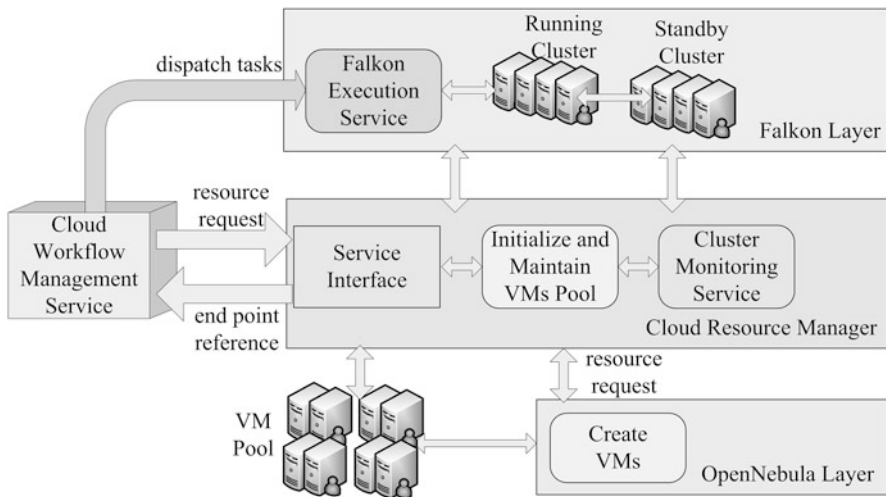 dispatch tasks
Falkon
Execution
Service
Running
Cluster
Standby
Cluster
Falkon Layer
Cloud
Workflow
Management
Service
resource
request
end point
reference
Service
Interface
Initialize and
Maintain
VMs Pool
Cluster
Monitoring
Service
Cloud Resource Manager
resource
request
VM
Pool
Create
VMs
OpenNebula Layer